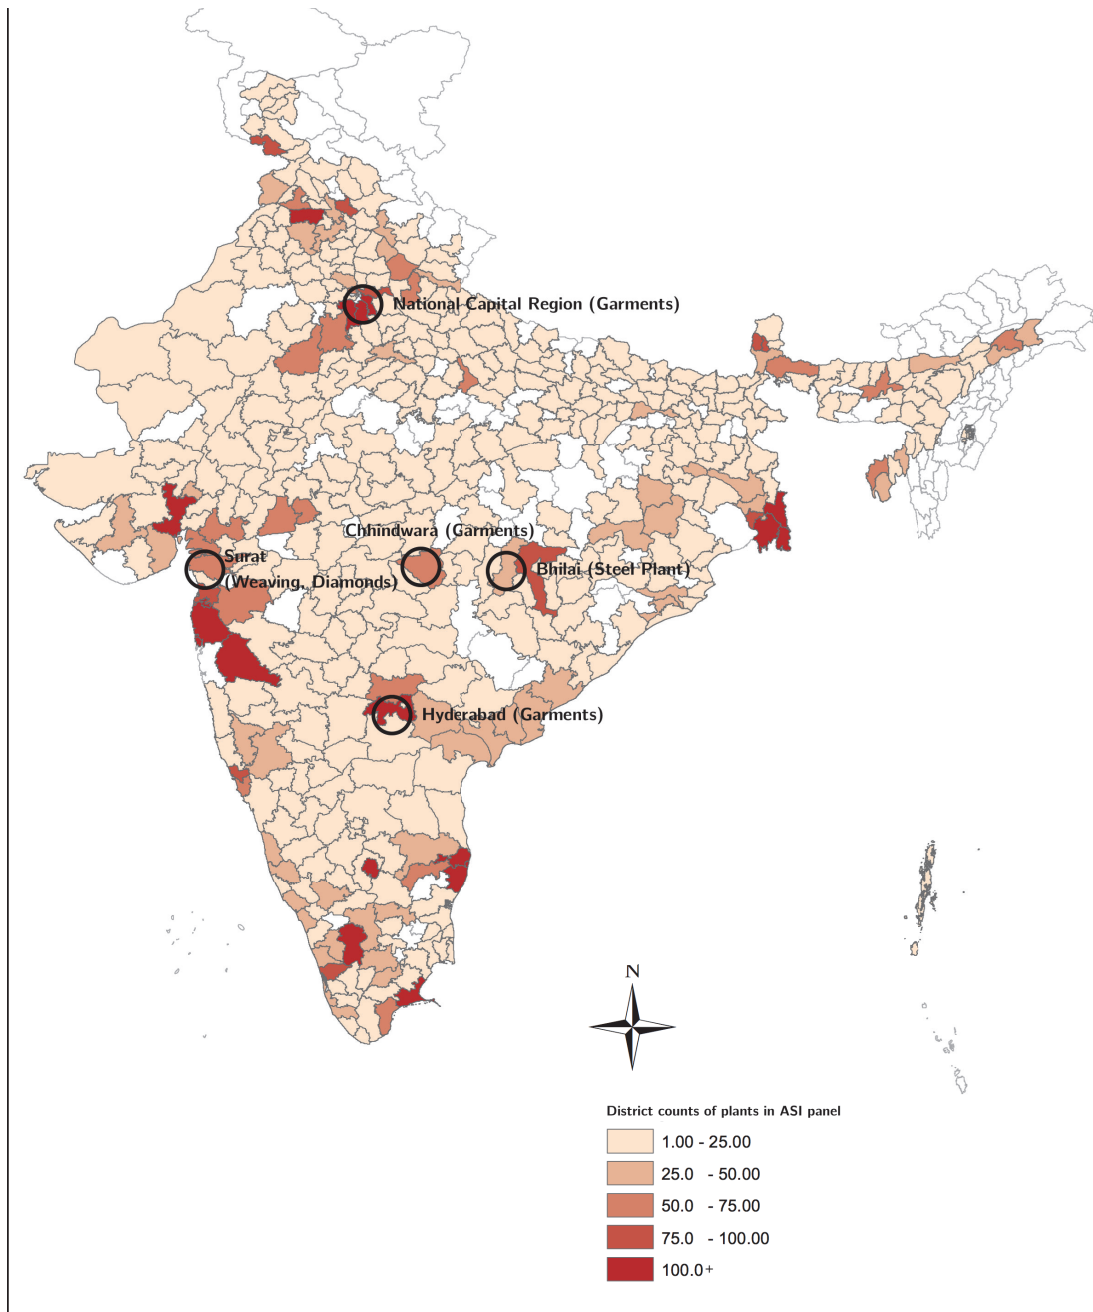 National Capital Region (Garments)
Chhindwara (Garments)
Surat
(Weaving, Diamonds)
Bhilai (Steel Plant)
Hyderabad (Garments)
N
District counts of plants in ASI panel
1.00 - 25.00
25.0 - 50.00
50.0 - 75.00
75.0 - 100.00
100.0+